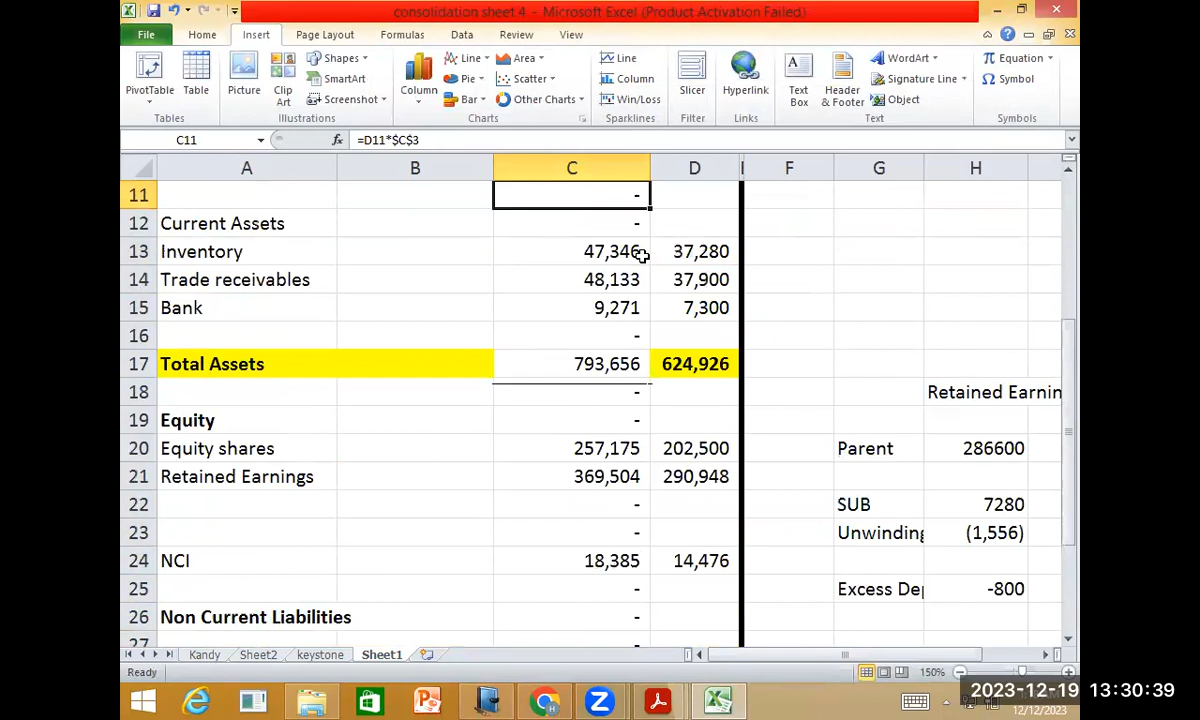 consolidation sheet 4 - Microsoft Excel (Product Activation Failed)
File Home Insert Page Layout Formulas Data Review View
PivotTable Table Picture Clip Art Shapes SmartArt Screenshot Column Line Pie Bar Area Scatter Other Charts Line Column Win/Loss Slicer Hyperlink Text Box Header & Footer WordArt Signature Line Object Equation Symbol
Tables Illustrations Charts Sparklines Filter Links Text Symbols
C11 fx =D11*$C$3
A B C D F G H
11 -
12 Current Assets -
13 Inventory 47,346 37,280
14 Trade receivables 48,133 37,900
15 Bank 9,271 7,300
16 -
17 Total Assets 793,656 624,926
18 - Retained Earnin
19 Equity -
20 Equity shares 257,175 202,500 Parent 286600
21 Retained Earnings 369,504 290,948
22 - SUB 7280
23 - Unwinding (1,556)
24 NCI 18,385 14,476
25 - Excess Dep -800
26 Non Current Liabilities -
27 -
Kandy Sheet2 keystone Sheet1
Ready 150%
2023-12-19 13:30:39
12/12/2023